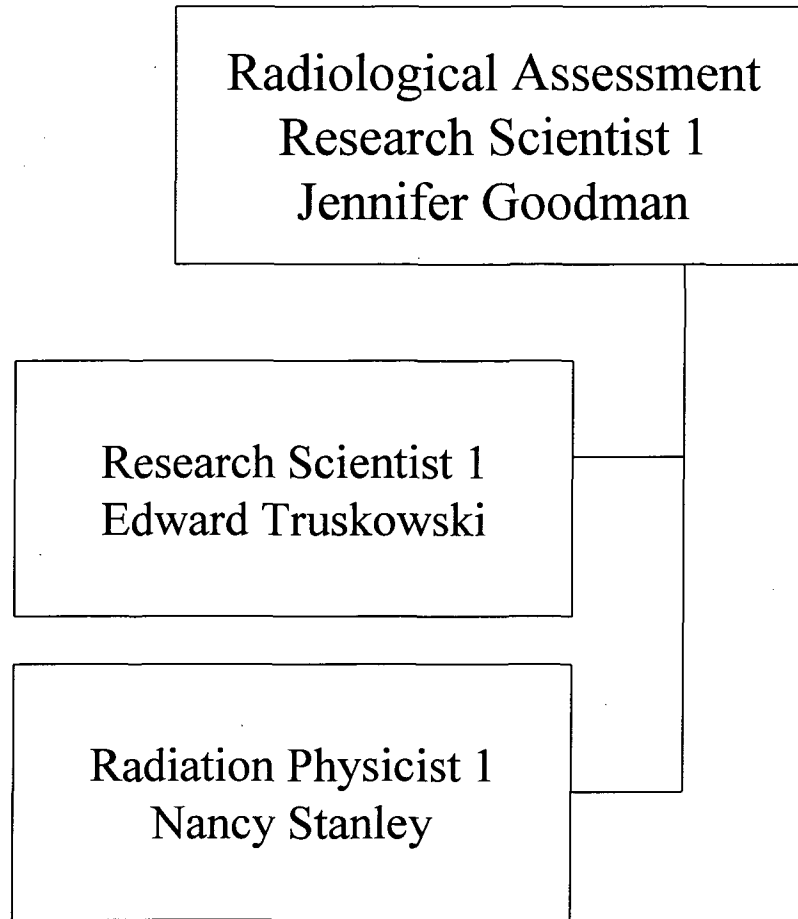 Radiological Assessment
Research Scientist 1
Jennifer Goodman
Research Scientist 1
Edward Truskowski
Radiation Physicist 1
Nancy Stanley